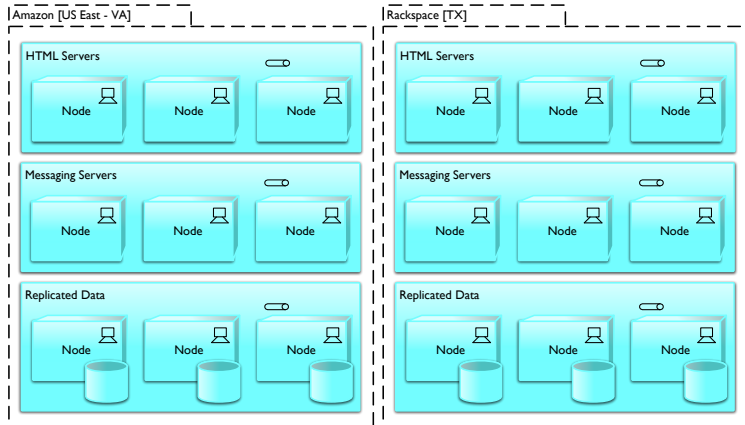 Amazon [US East - VA]
HTML Servers
Node Node Node
Messaging Servers
Node Node Node
Replicated Data
Node Node Node
Rackspace [TX]
HTML Servers
Node Node Node
Messaging Servers
Node Node Node
Replicated Data
Node Node Node